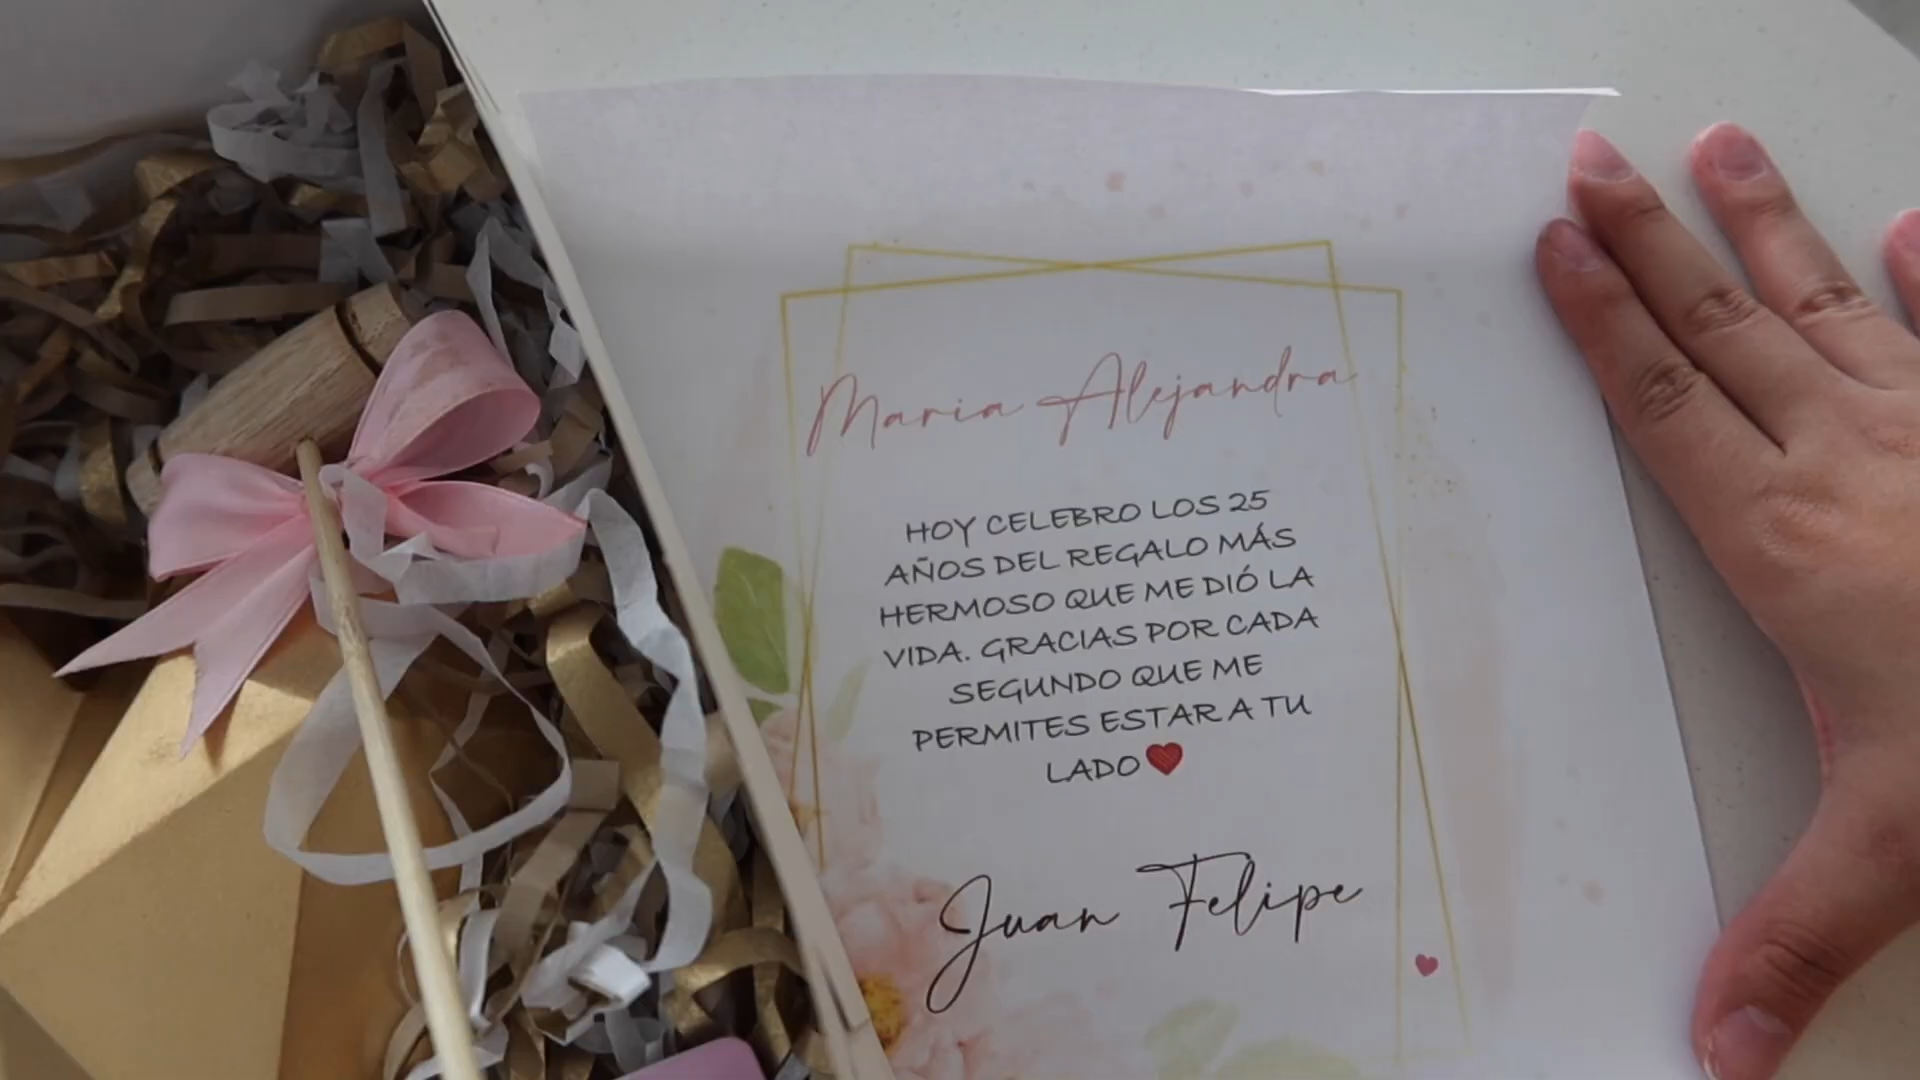 Maria Alejandra
HOY CELEBRO LOS 25
AÑOS DEL REGALO MÁS
HERMOSO QUE ME DIÓ LA
VIDA. GRACIAS POR CADA
SEGUNDO QUE ME
PERMITES ESTAR A TU
LADO❤️
Juan Felipe